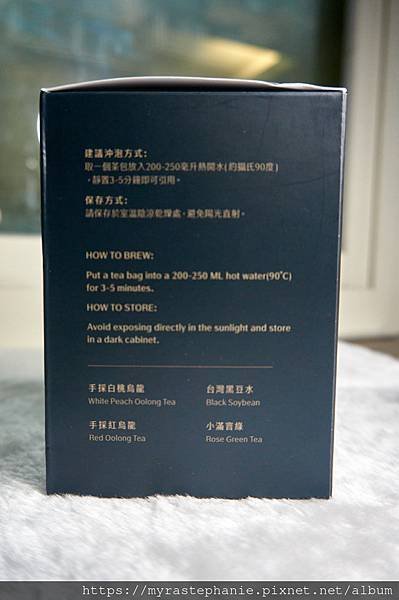 建議沖泡方式:
取一個茶包放入200-250毫升熱開水(約攝氏90度)
，靜置3-5分鐘即可引用。
保存方式:
請保存於室溫陰涼乾燥處，避免陽光直射。
HOW TO BREW:
Put a tea bag into a 200-250 ML hot water(90°C)
for 3-5 minutes.
HOW TO STORE:
Avoid exposing directly in the sunlight and store
in a dark cabinet.
手採白桃烏龍
White Peach Oolong Tea
台灣黑豆水
Black Soybean
手採紅烏龍
Red Oolong Tea
小滿窨綠
Rose Green Tea
https://myrastephanie.pixnet.net/album